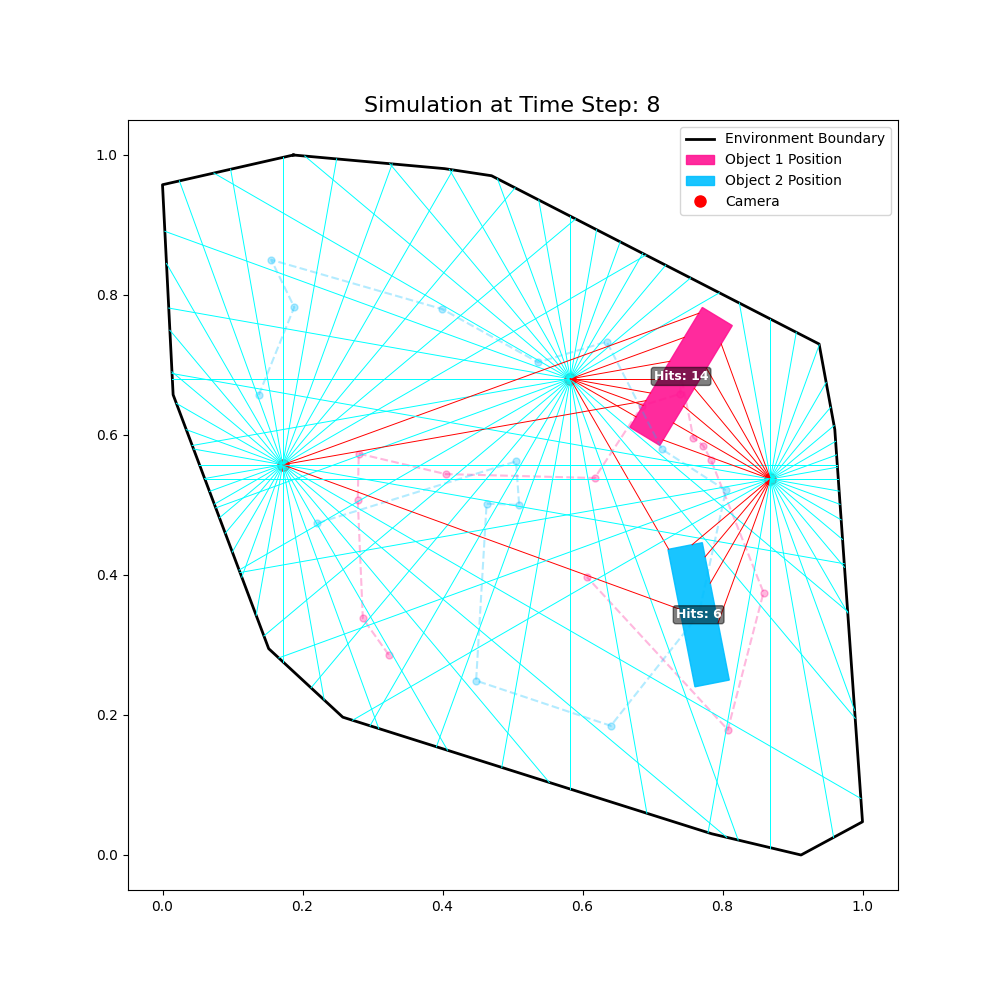 Simulation at Time Step: 8
Environment Boundary
Object 1 Position
Object 2 Position
Camera
Hits: 14
Hits: 6
1.0
0.8
0.6
0.4
0.2
0.0
0.0 0.2 0.4 0.6 0.8 1.0